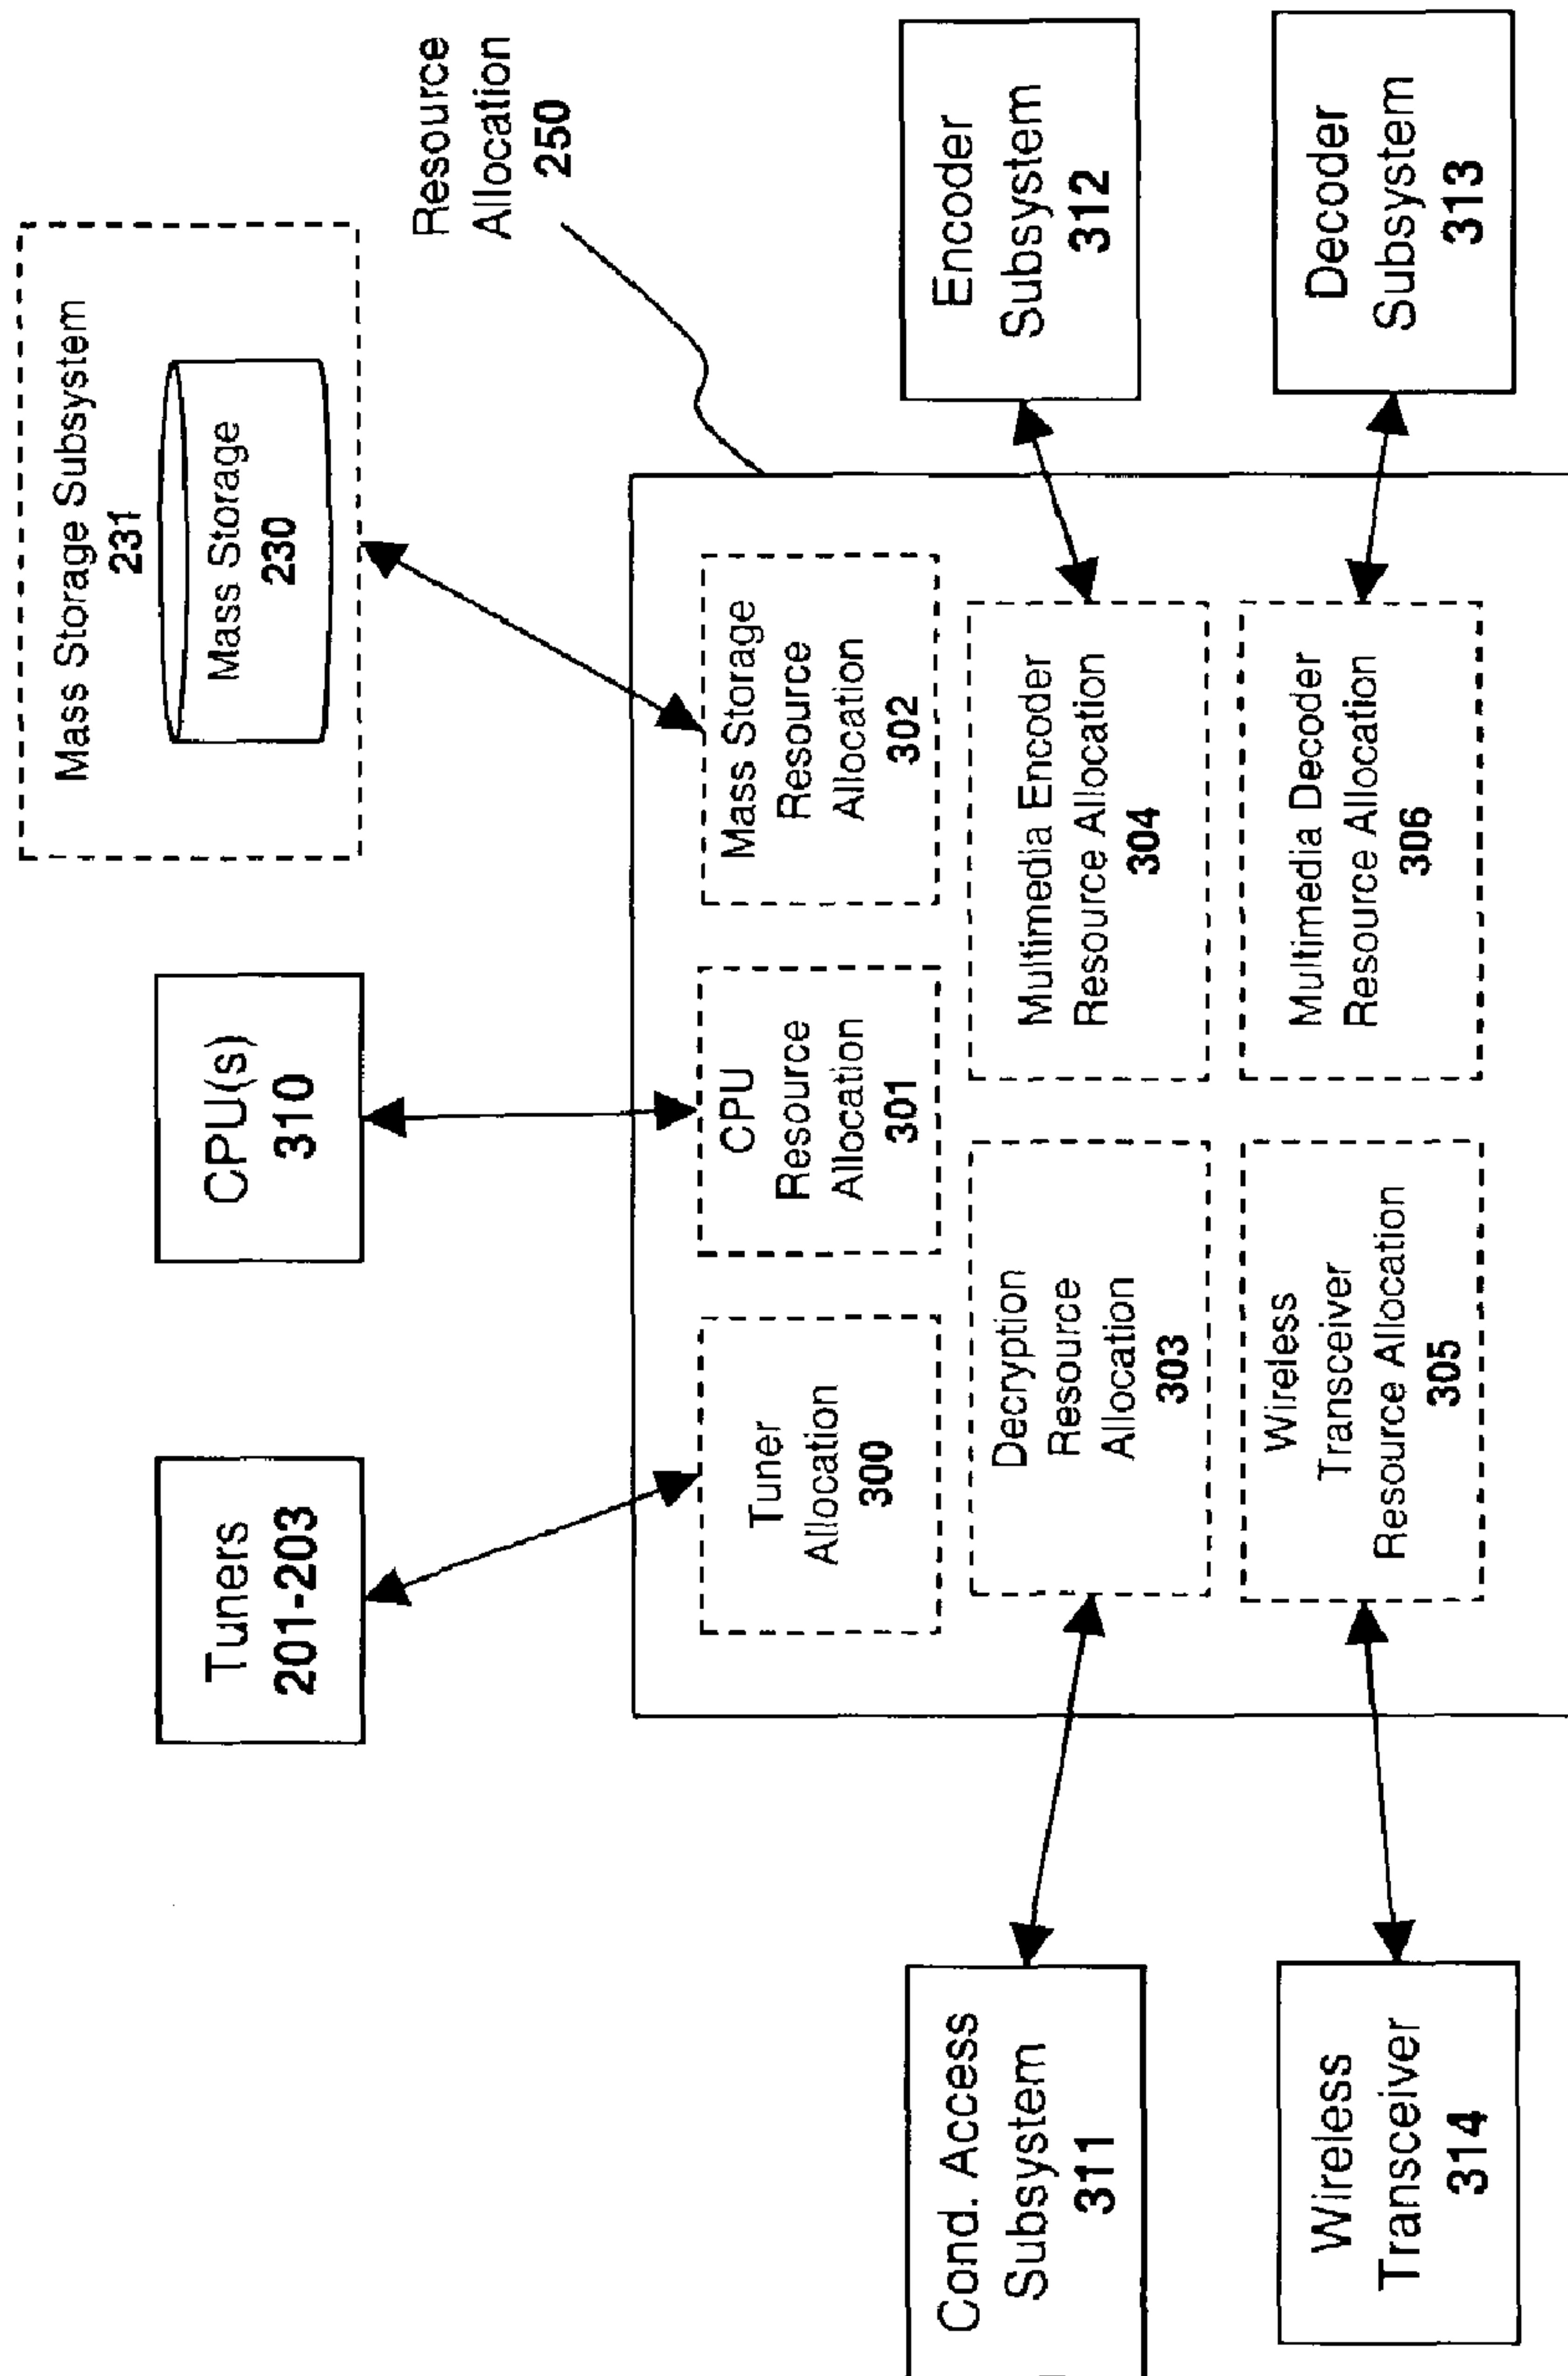 Mass Storage Subsystem
231
Mass Storage
230
CPU(s)
310
Tuners
201-203
Resource
Allocation
250
Tuner
Allocation
300
CPU
Resource
Allocation
301
Mass Storage
Resource
Allocation
302
Cond. Access
Subsystem
311
Decryption
Resource
Allocation
303
Multimedia Encoder
Resource Allocation
304
Encoder
Subsystem
312
Wireless
Transceiver
314
Wireless
Transceiver
Resource Allocation
305
Multimedia Decoder
Resource Allocation
306
Decoder
Subsystem
313